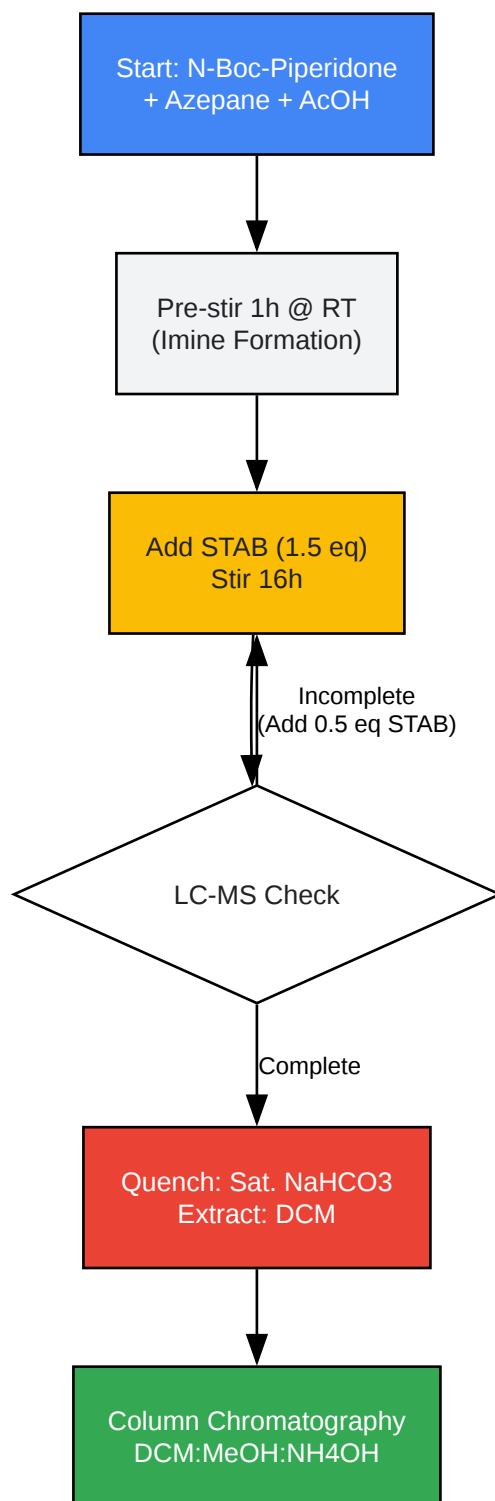 Start: N-Boc-Piperidone
+ Azepane + AcOH
Pre-stir 1h @ RT
(Imine Formation)
Add STAB (1.5 eq)
Stir 16h
Incomplete
(Add 0.5 eq STAB)
LC-MS Check
Complete
Quench: Sat. NaHCO3
Extract: DCM
Column Chromatography
DCM:MeOH:NH4OH